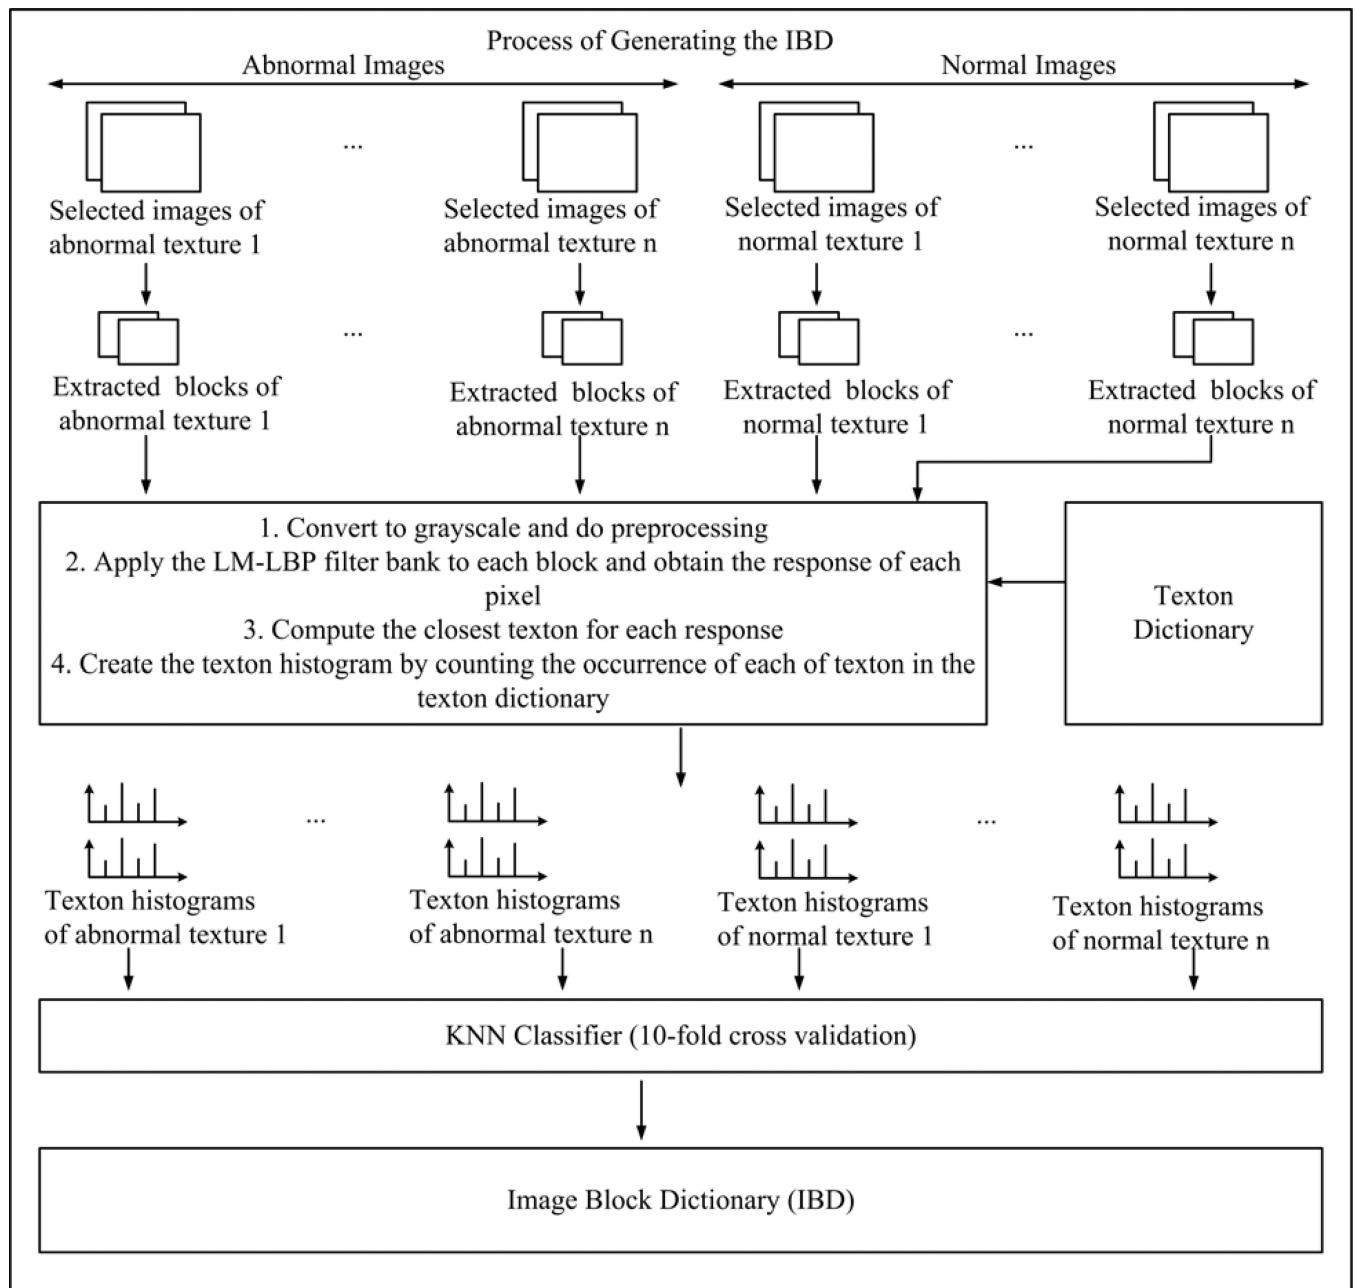 Process of Generating the IBD
Abnormal Images
Normal Images
...
...
Selected images of
abnormal texture 1
Selected images of
abnormal texture n
Selected images of
normal texture 1
Selected images of
normal texture n
...
...
Extracted blocks of
abnormal texture 1
Extracted blocks of
abnormal texture n
Extracted blocks of
normal texture 1
Extracted blocks of
normal texture n
1. Convert to grayscale and do preprocessing
2. Apply the LM-LBP filter bank to each block and obtain the response of each
pixel
3. Compute the closest texton for each response
4. Create the texton histogram by counting the occurrence of each of texton in the
texton dictionary
Texton
Dictionary
...
...
Texton histograms
of abnormal texture 1
Texton histograms
of abnormal texture n
Texton histograms
of normal texture 1
Texton histograms
of normal texture n
KNN Classifier (10-fold cross validation)
Image Block Dictionary (IBD)